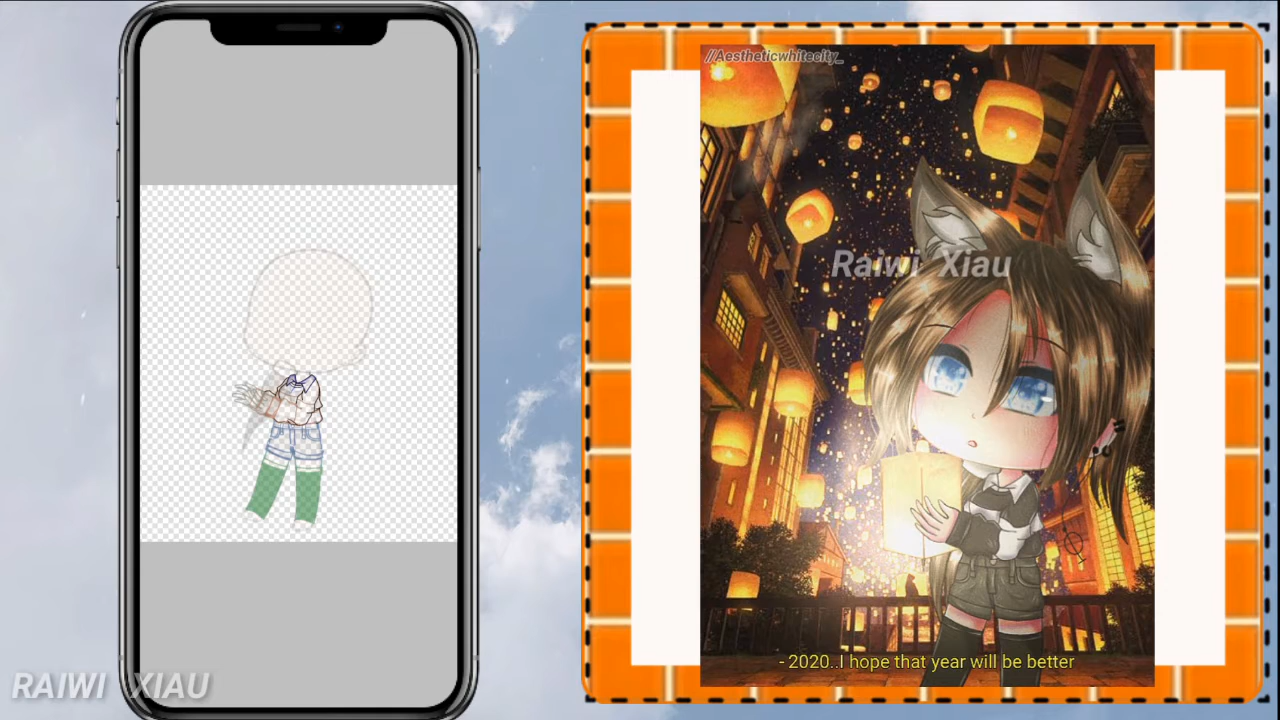 //Aestheticwhitecity_
Raiwi Xiau
- 2020..I hope that year will be better
RAIWI XIAU